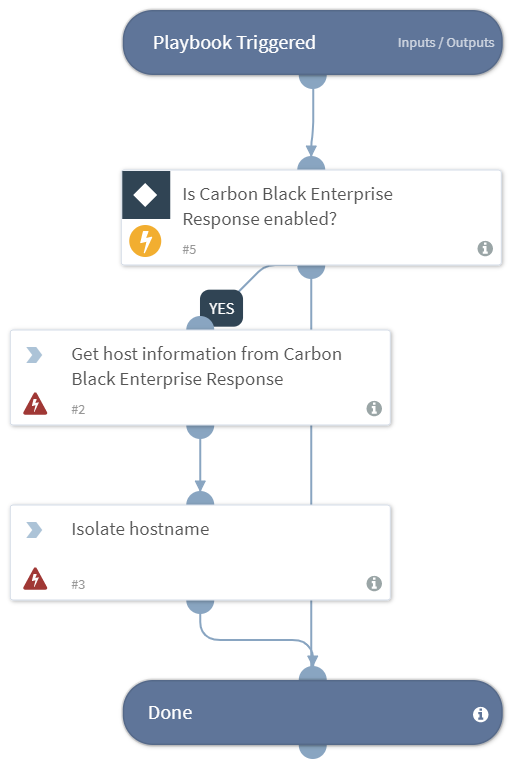 Playbook Triggered
Inputs / Outputs
Is Carbon Black Enterprise
Response enabled?
#5
YES
Get host information from Carbon
Black Enterprise Response
#2
Isolate hostname
#3
Done